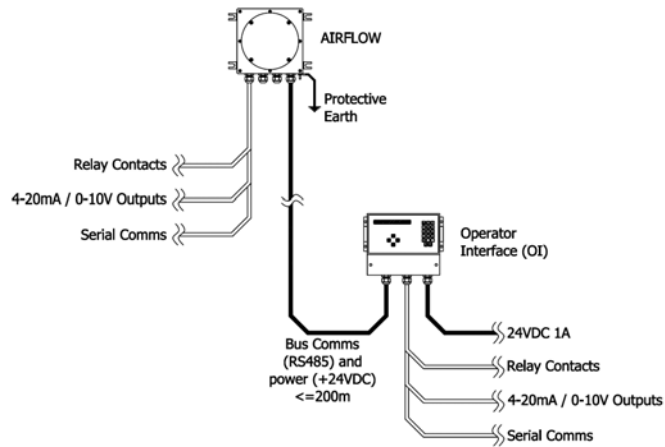 AIRFLOW
Protective
Earth
Relay Contacts
4-20mA / 0-10V Outputs
Serial Comms
Operator
Interface (OI)
24VDC 1A
Bus Comms
(RS485) and
power (+24VDC)
<=200m
Relay Contacts
4-20mA / 0-10V Outputs
Serial Comms